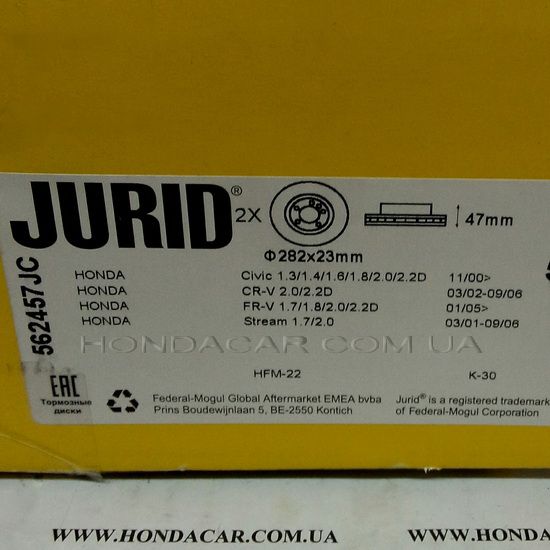 JURID®
2X
47mm
Φ282x23mm
562457JC
HONDA Civic 1.3/1.4/1.6/1.8/2.0/2.2D 11/00>
HONDA CR-V 2.0/2.2D 03/02-09/06
HONDA FR-V 1.7/1.8/2.0/2.2D 01/05>
HONDA Stream 1.7/2.0 03/01-09/06
HONDACAR.COM.UA
HFM-22 K-30
EAC
Тормозные
диски
Federal-Mogul Global Aftermarket EMEA bvba
Prins Boudewijnlaan 5, BE-2550 Kontich
Jurid® is a registered trademark
of Federal-Mogul Corporation
WWW.HONDACAR.COM.UA
WWW.HOND